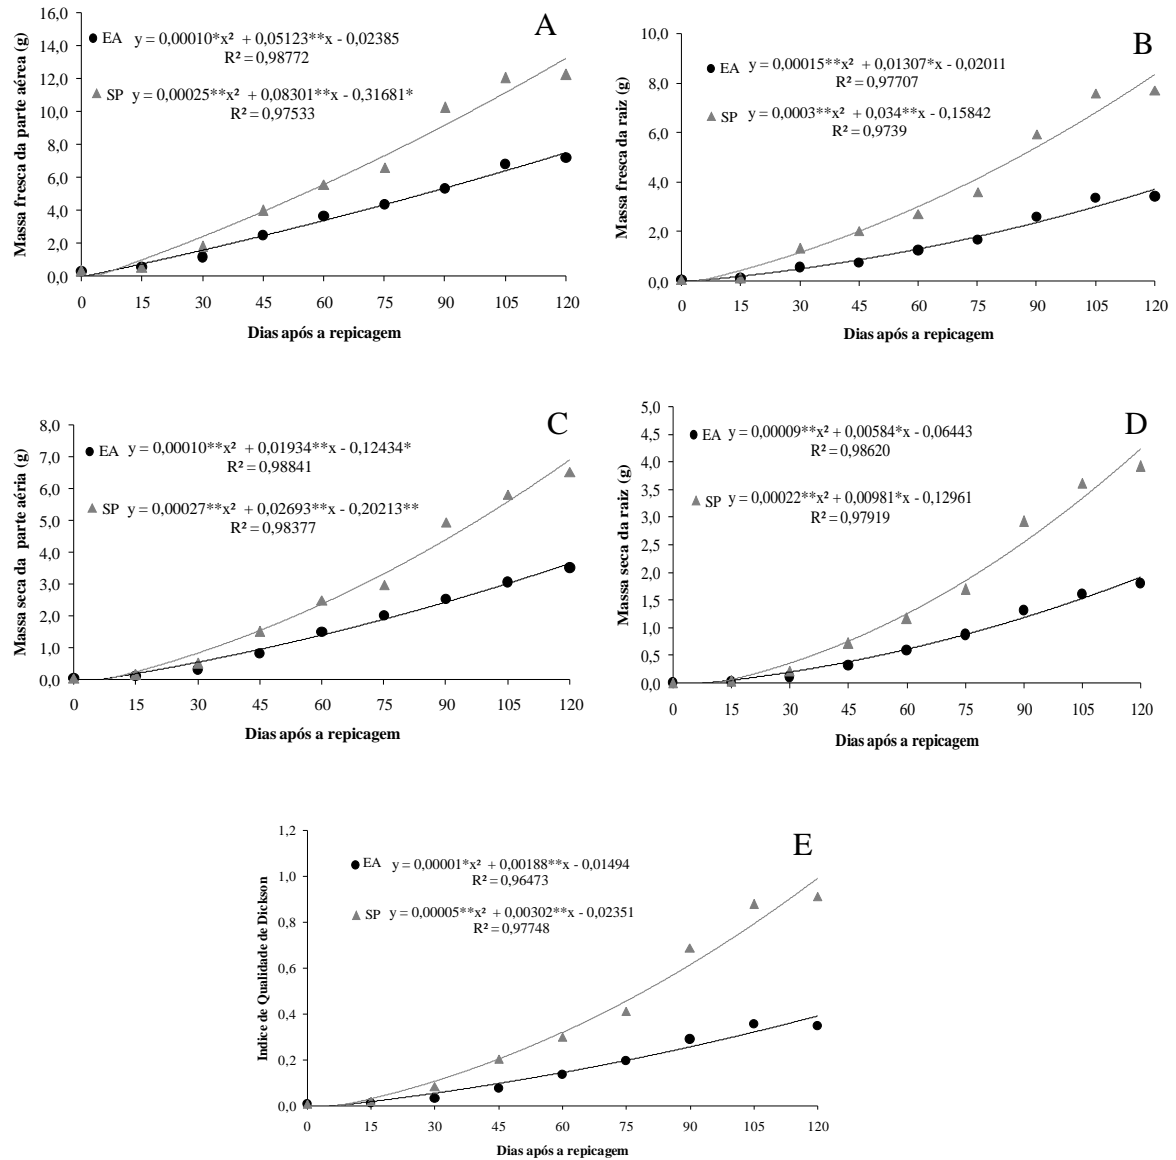 A
EA y = 0,00010*x² + 0,05123**x - 0,02385
R² = 0,98772
SP y = 0,00025**x² + 0,08301**x - 0,31681*
R² = 0,97533
Massa fresca da parte aérea (g)
16,0
14,0
12,0
10,0
8,0
6,0
4,0
2,0
0,0
0 15 30 45 60 75 90 105 120
Dias após a repicagem
B
EA y = 0,00015**x² + 0,01307*x - 0,02011
R² = 0,97707
SP y = 0,0003**x² + 0,034**x - 0,15842
R² = 0,9739
Massa fresca da raiz (g)
10,0
8,0
6,0
4,0
2,0
0,0
0 15 30 45 60 75 90 105 120
Dias após a repicagem
C
EA y = 0,00010**x² + 0,01934**x - 0,12434*
R² = 0,98841
SP y = 0,00027**x² + 0,02693**x - 0,20213**
R² = 0,98377
Massa seca da parte aéria (g)
8,0
7,0
6,0
5,0
4,0
3,0
2,0
1,0
0,0
0 15 30 45 60 75 90 105 120
Dias após a repicagem
D
EA y = 0,00009**x² + 0,00584*x - 0,06443
R² = 0,98620
SP y = 0,00022**x² + 0,00981*x - 0,12961
R² = 0,97919
Massa seca da raiz (g)
5,0
4,5
4,0
3,5
3,0
2,5
2,0
1,5
1,0
0,5
0,0
0 15 30 45 60 75 90 105 120
Dias após a repicagem
E
EA y = 0,00001*x² + 0,00188**x - 0,01494
R² = 0,96473
SP y = 0,00005**x² + 0,00302**x - 0,02351
R² = 0,97748
Indice de Qualidade de Dickson
1,2
1,0
0,8
0,6
0,4
0,2
0,0
0 15 30 45 60 75 90 105 120
Dias após a repicagem